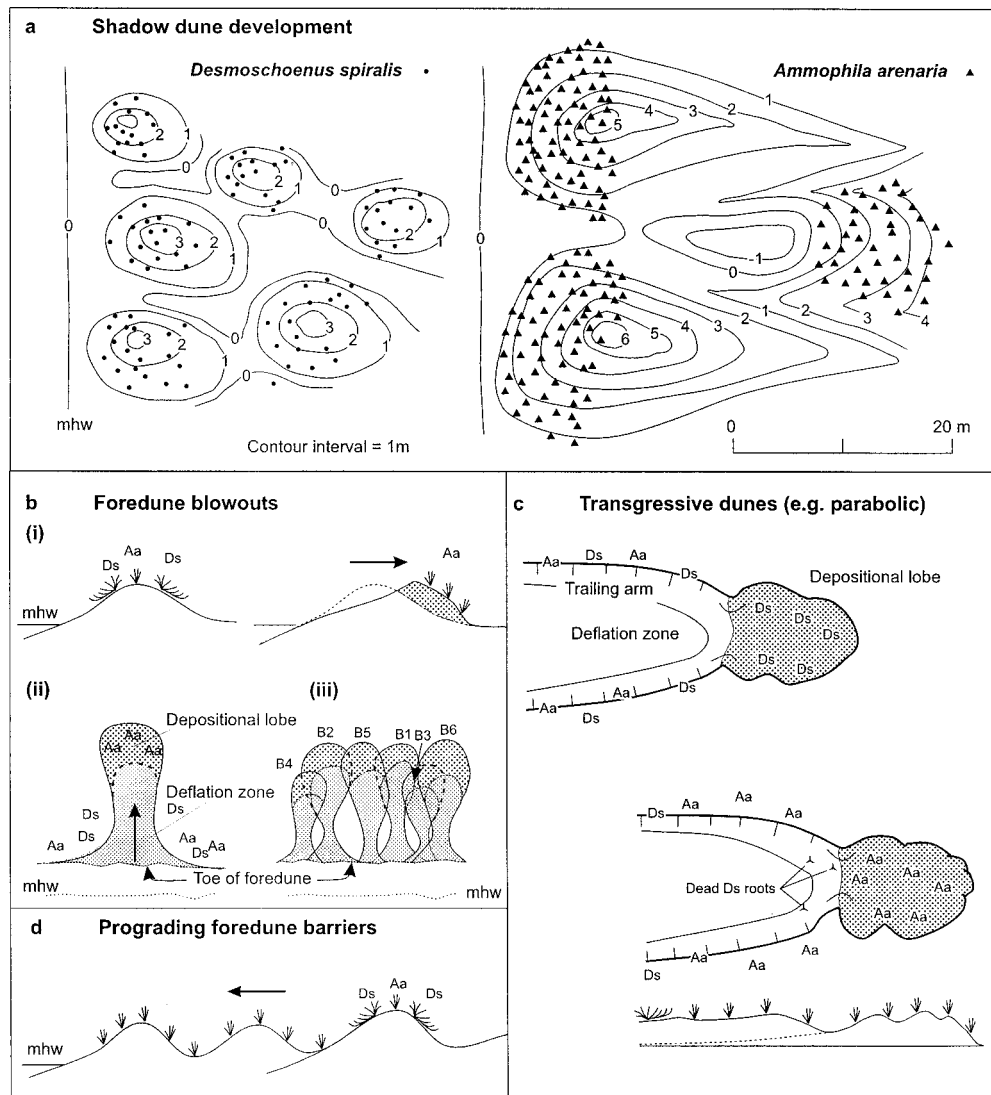 a Shadow dune development
Desmoschoenus spiralis
Ammophila arenaria
2
1
0
2
1
0
0
2
3
2
1
0
3
2
1
0
3
2
1
0
mhw
Contour interval = 1m
0
5
4
3
2
1
-1
0
1
2
3
4
6
5
4
3
2
1
0 20 m
b Foredune blowouts
(i)
Aa
Ds Ds
mhw
Aa
(ii)
Depositional lobe
Aa
Aa Aa
Deflation zone
Ds
Ds
Ds
Aa
Aa
Ds
Aa
mhw
Toe of foredune
(iii)
B2 B5 B1 B3 B6
B4
mhw
c Transgressive dunes (e.g. parabolic)
Aa Ds Aa
Ds
Trailing arm
Depositional lobe
Deflation zone
Ds
Ds
Ds
Ds
Ds
Aa Aa Ds
Ds
Ds Aa Aa
Aa
Dead Ds roots
Aa
Aa
Aa
Aa
Aa
Aa
Aa
Ds Aa Aa Aa
d Prograding foredune barriers
Aa
Ds Ds
mhw